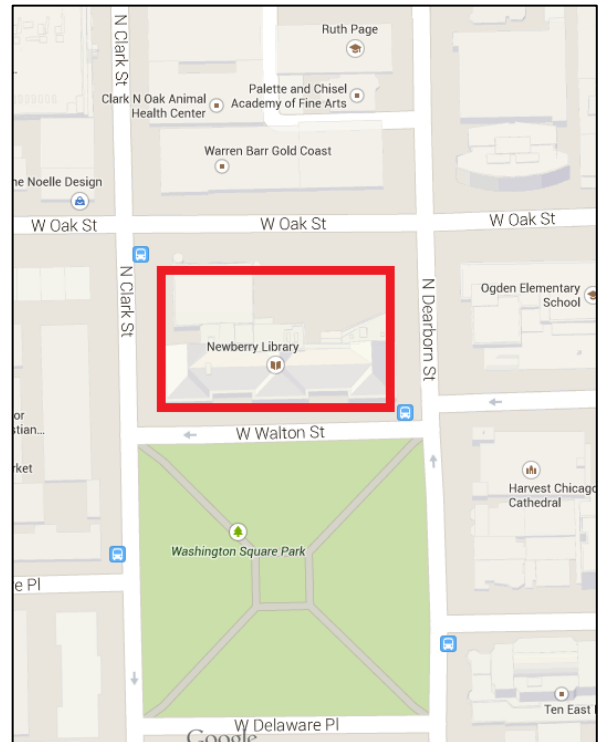 N Clark St
Ruth Page
Palette and Chisel
Academy of Fine Arts
Clark N Oak Animal
Health Center
Warren Barr Gold Coast
ne Noelle Design
W Oak St
W Oak St
W Oak St
N Clark St
N Dearborn St
Ogden Elementary
School
Newberry Library
W Walton St
or
stian...
rket
Harvest Chicago
Cathedral
Washington Square Park
e Pl
Ten East
W Delaware Pl
Google